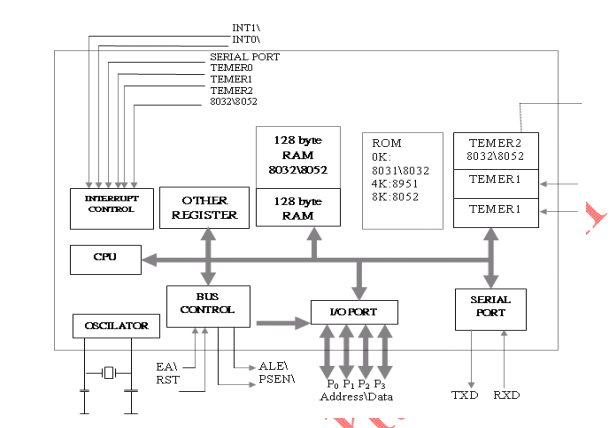 INT1\
INT0\
SERIAL PORT
TEMER0
TEMER1
TEMER2
8032\8052
128 byte
RAM
8032\8052
128 byte
RAM
ROM
0K:
8031\8032
4K:8951
8K:8052
TEMER2
8032\8052
TEMER1
TEMER1
INTERRUPT
CONTROL
OTHER
REGISTER
CPU
BUS
CONTROL
I/O PORT
SERIAL
PORT
OSCILATOR
EA\
RST
ALE\
PSEN\
P0 P1 P2 P3
Address\Data
TXD RXD